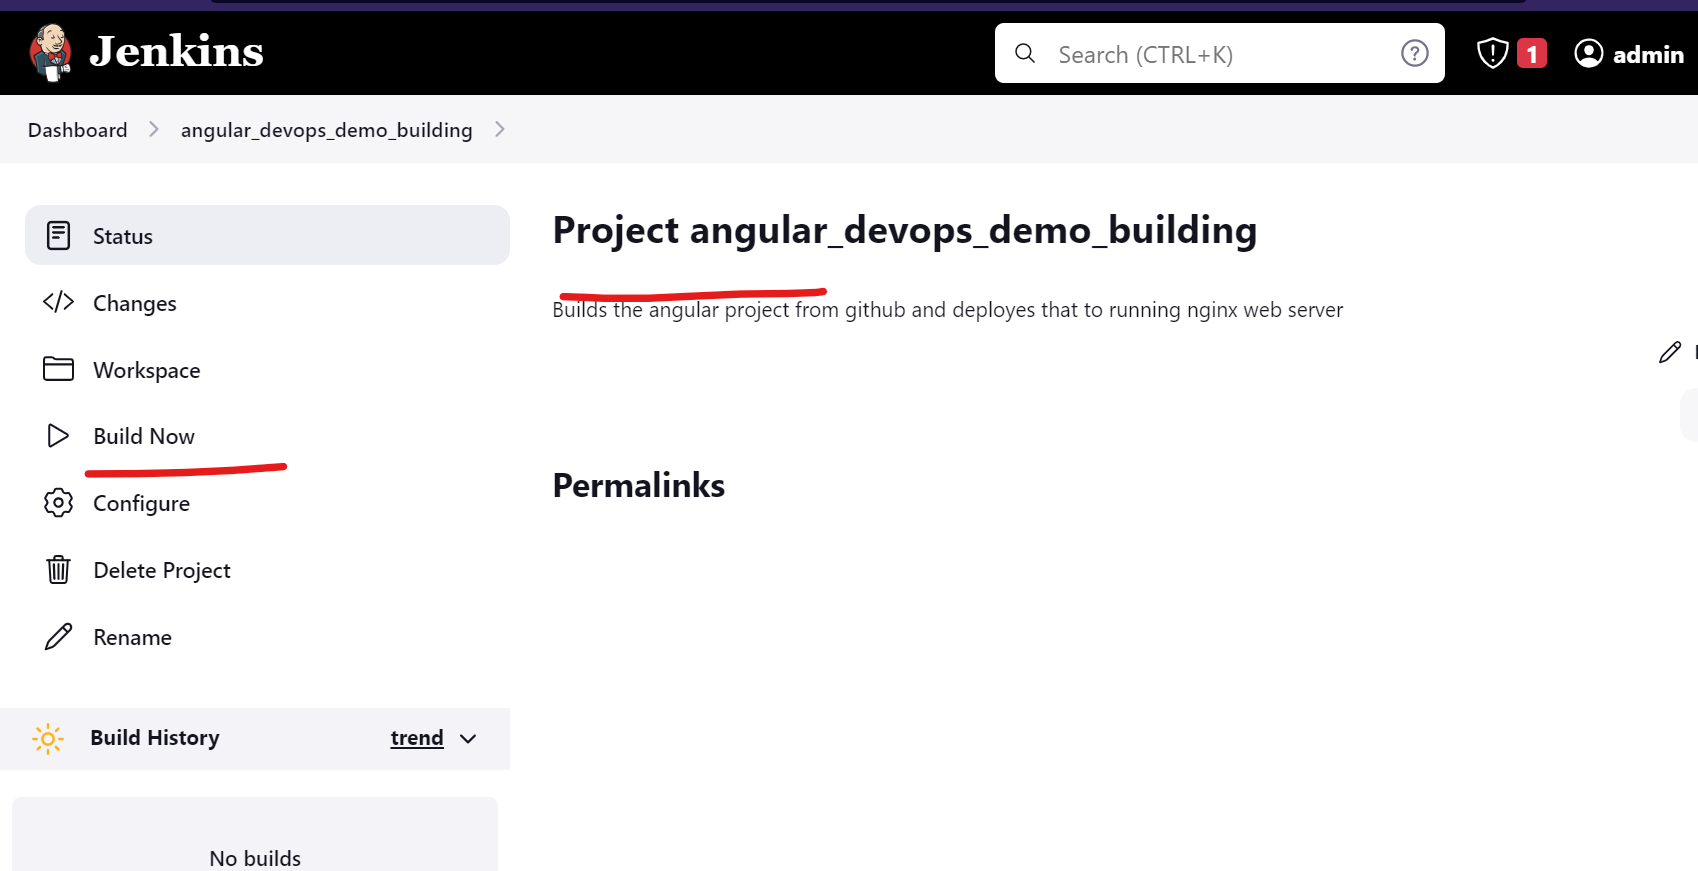 Jenkins
Search (CTRL+K)
1
admin
Dashboard
angular_devops_demo_building
Status
Changes
Workspace
Build Now
Configure
Delete Project
Rename
Build History
trend
No builds
Project angular_devops_demo_building
Builds the angular project from github and deployes that to running nginx web server
Permalinks